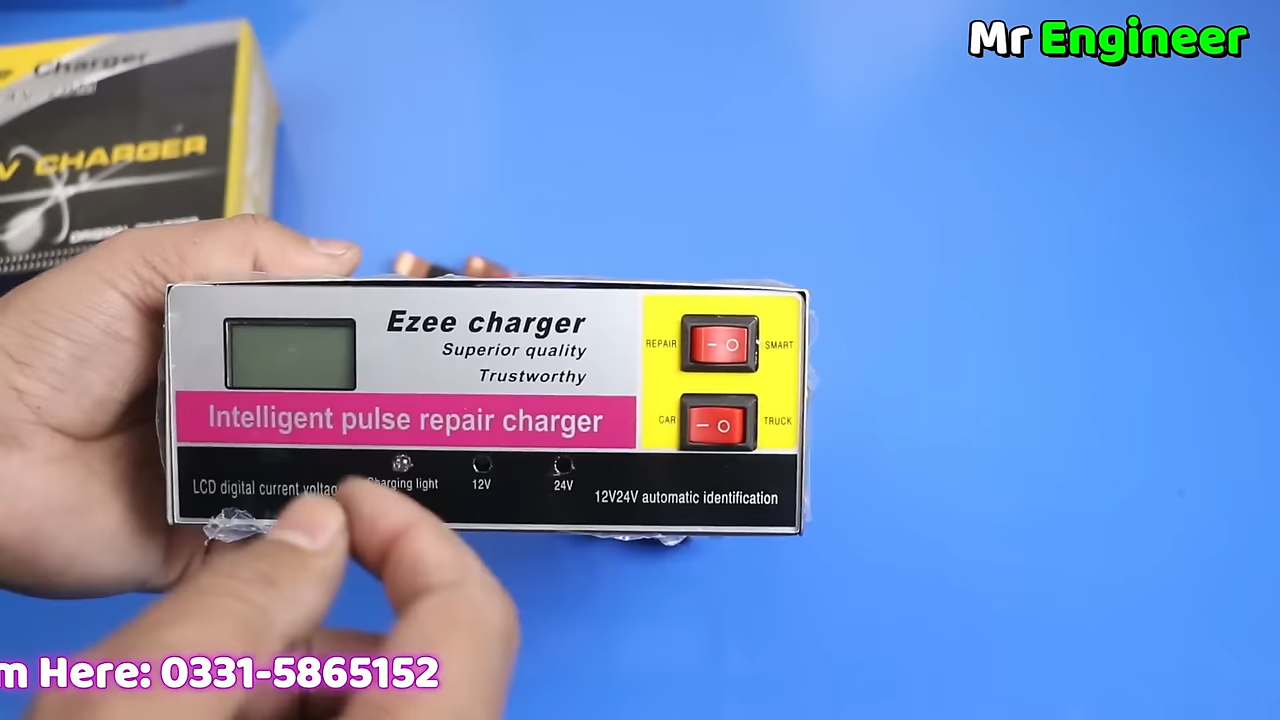 Mr Engineer
Charger
V CHARGER
Ezee charger
Superior quality
Trustworthy
REPAIR
SMART
Intelligent pulse repair charger
CAR
TRUCK
LCD digital current
Charging light
12V
24V
12V24V automatic identification
m Here: 0331-5865152